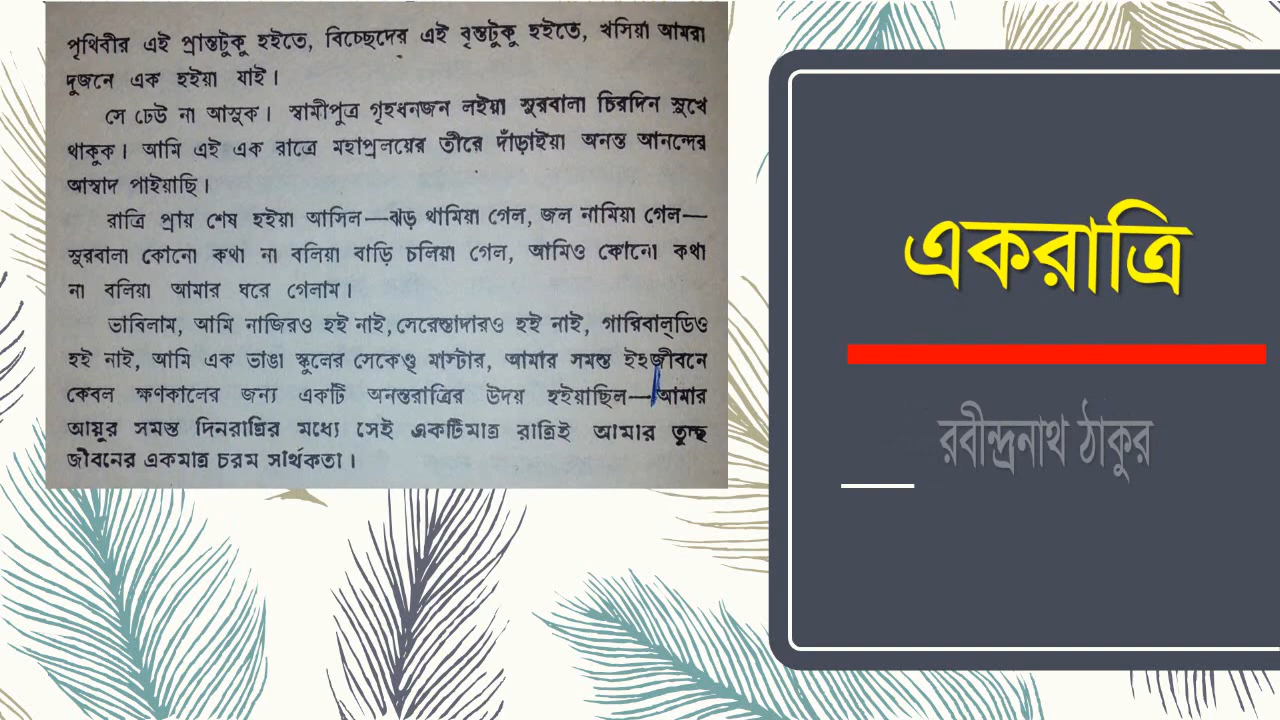 পৃথিবীর এই প্রান্তটুকু হইতে, বিচ্ছেদের এই বৃন্তটুকু হইতে, খসিয়া আমরা
দুজনে এক হইয়া যাই।
সে ঢেউ না আসুক। স্বামীপুত্র গৃহধনজন লইয়া সুরবালা চিরদিন সুখে
থাকুক। আমি এই এক রাত্রে মহাপ্রলয়ের তীরে দাঁড়াইয়া অনন্ত আনন্দের
আস্বাদ পাইয়াছি।
রাত্রি প্রায় শেষ হইয়া আসিল—ঝড় থামিয়া গেল, জল নামিয়া গেল—
সুরবালা কোনো কথা না বলিয়া বাড়ি চলিয়া গেল, আমিও কোনো কথা
না বলিয়া আমার ঘরে গেলাম।
ভাবিলাম, আমি নাজিরও হই নাই, সেরেস্তাদারও হই নাই, গারিবাল্‌ডিও
হই নাই, আমি এক ভাঙা স্কুলের সেকেণ্ড্ মাস্টার, আমার সমস্ত ইহজীবনে
কেবল ক্ষণকালের জন্য একটি অনন্তরাত্রির উদয় হইয়াছিল—আমার
আয়ুর সমস্ত দিনরাত্রির মধ্যে সেই একটিমাত্র রাত্রিই আমার তুচ্ছ
জীবনের একমাত্র চরম সার্থকতা।
একরাত্রি
রবীন্দ্রনাথ ঠাকুর